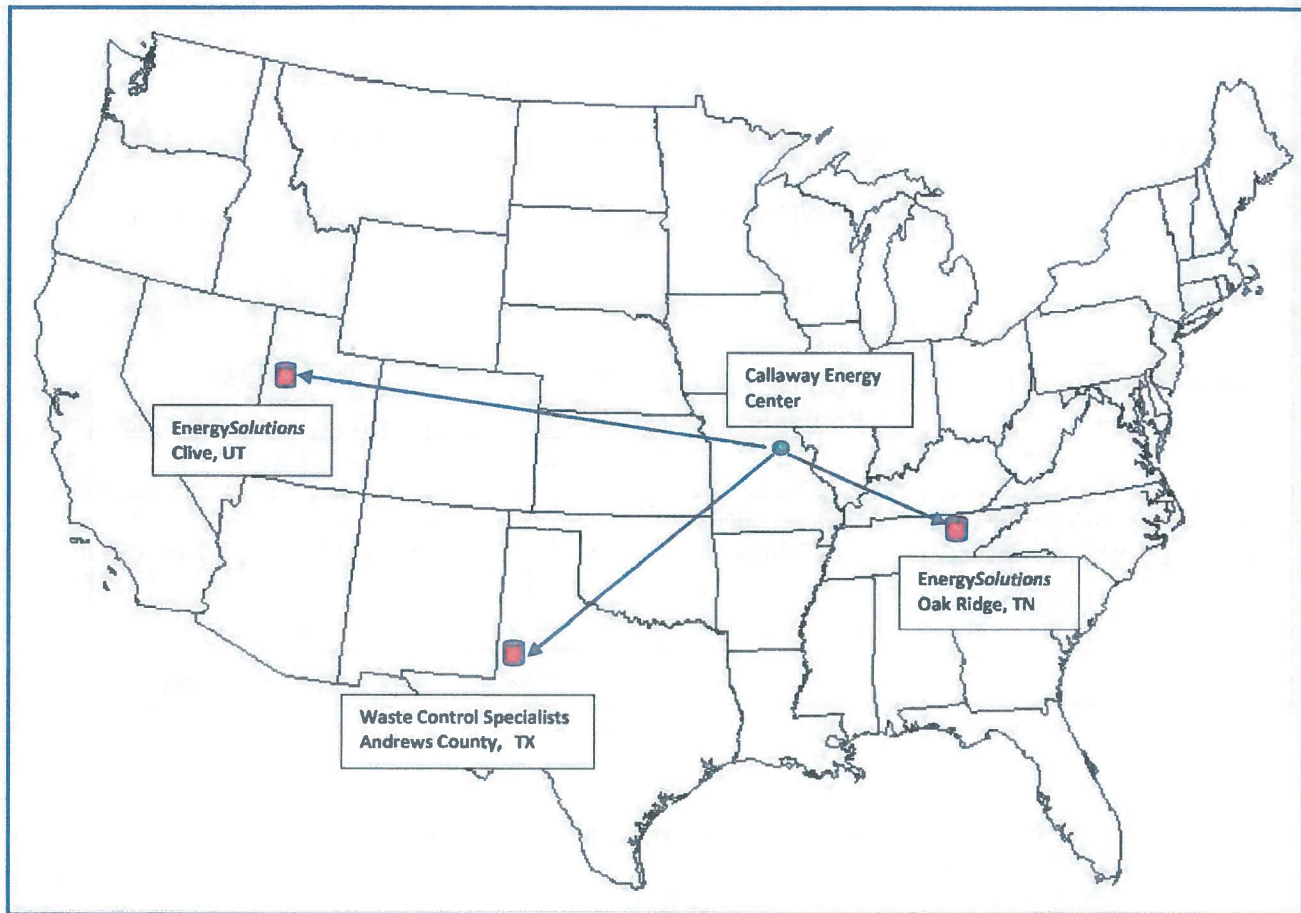 Callaway Energy
Center
EnergySolutions
Clive, UT
EnergySolutions
Oak Ridge, TN
Waste Control Specialists
Andrews County, TX